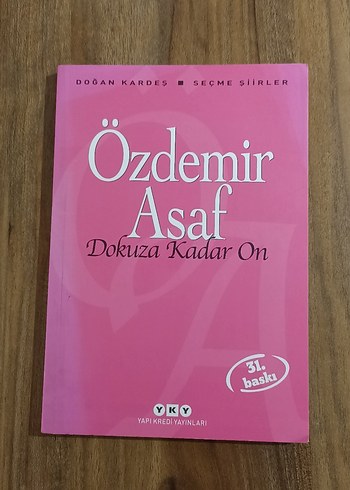 DOĞAN KARDEŞ ■ SEÇME ŞİİRLER
Özdemir
Asaf
Dokuza Kadar On
31.
baskı
YKY
YAPI KREDİ YAYINLARI